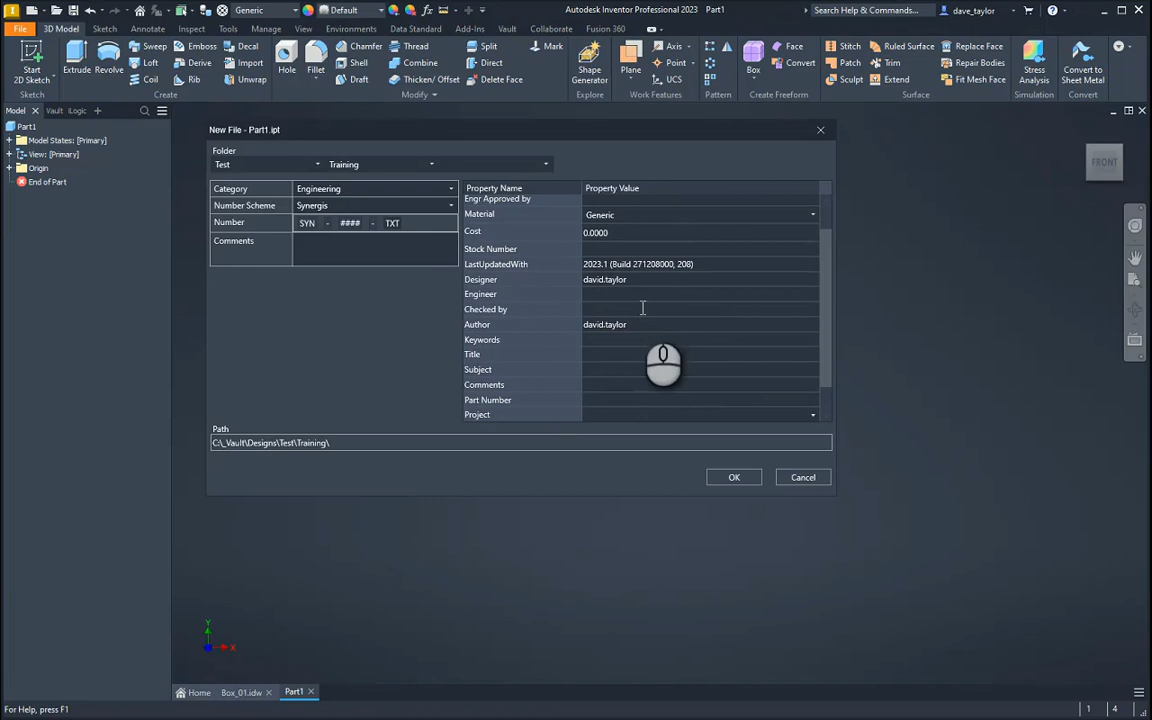 Generic
Default
Autodesk Inventor Professional 2023 Part1
Search Help & Commands...
dave_taylor
File 3D Model Sketch Annotate Inspect Tools Manage View Environments Data Standard Add-Ins Vault Collaborate Fusion 360
Start 2D Sketch
Extrude
Revolve
Sweep
Loft
Coil
Emboss
Derive
Rib
Decal
Import
Unwrap
Hole
Fillet
Chamfer
Shell
Draft
Thread
Combine
Thicken/ Offset
Split
Direct
Delete Face
Mark
Shape Generator
Plane
Axis
Point
UCS
Box
Face
Convert
Stitch
Patch
Sculpt
Ruled Surface
Trim
Extend
Replace Face
Repair Bodies
Fit Mesh Face
Stress Analysis
Convert to Sheet Metal
Sketch
Create
Modify
Explore
Work Features
Pattern
Create Freeform
Surface
Simulation
Convert
Model
Vault
iLogic
Part1
Model States: [Primary]
View: [Primary]
Origin
End of Part
FRONT
New File - Part1.ipt
Folder
Test
Training
Category Engineering
Number Scheme Synergis
Number SYN - #### - TXT
Comments
Property Name Property Value
Engr Approved by
Material Generic
Cost 0.0000
Stock Number
LastUpdatedWith 2023.1 (Build 271208000, 208)
Designer david.taylor
Engineer
Checked by
Author david.taylor
Keywords
Title
Subject
Comments
Part Number
Project
Path
C:\_Vault\Designs\Test\Training\
OK
Cancel
Y
X
Home
Box_01.idw
Part1
For Help, press F1
1 4